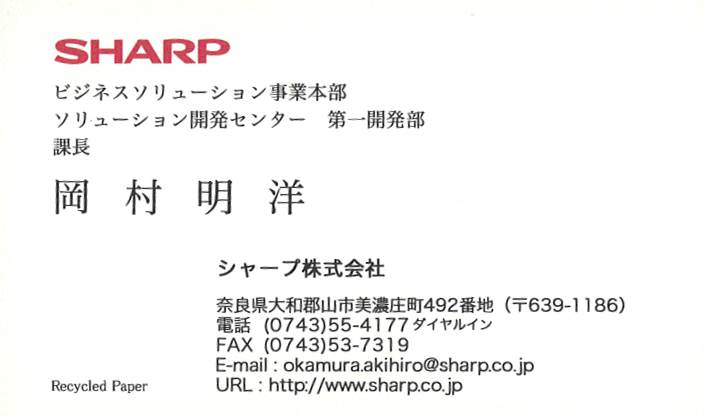 SHARP
ビジネスソリューション事業本部
ソリューション開発センター　第一開発部
課長
岡 村 明 洋
シャープ株式会社
奈良県大和郡山市美濃庄町492番地（〒639-1186）
電話 (0743)55-4177 ダイヤルイン
FAX (0743)53-7319
E-mail : okamura.akihiro@sharp.co.jp
URL : http://www.sharp.co.jp
Recycled Paper